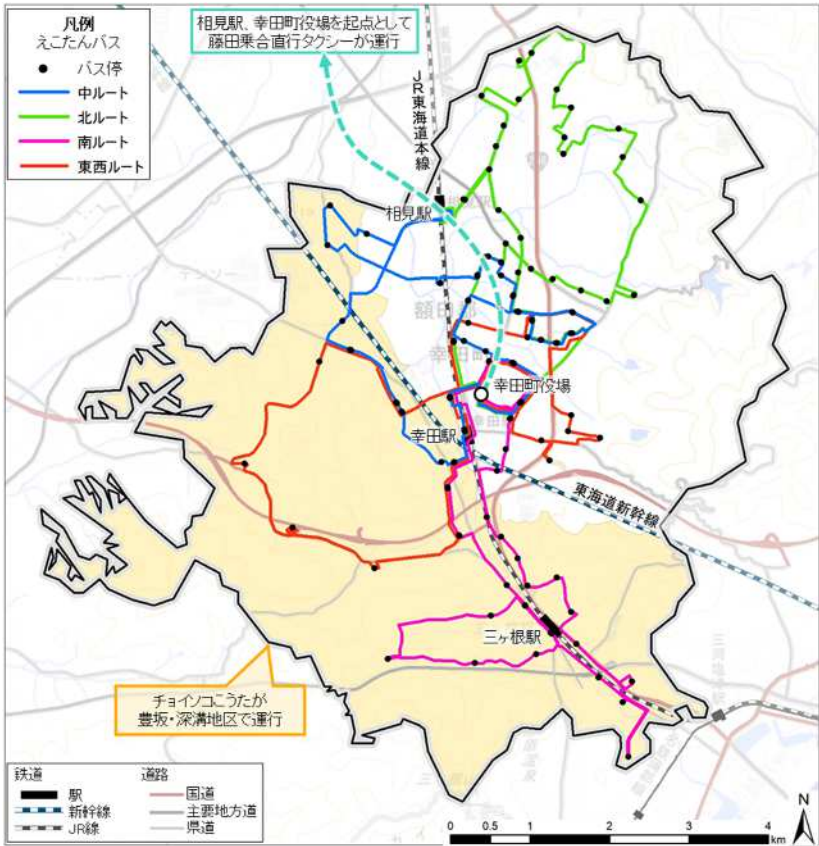 凡例
えこたんバス
バス停
中ルート
北ルート
南ルート
東西ルート
相見駅、幸田町役場を起点として
藤田乗合直行タクシーが運行
JR東海道本線
相見駅
額田郡
幸田町
幸田町役場
幸田駅
東海道新幹線
三ヶ根駅
チョイソコこうたが
豊坂・深溝地区で運行
鉄道
駅
新幹線
JR線
道路
国道
主要地方道
県道
N
0 0.5 1 2 3 4
km